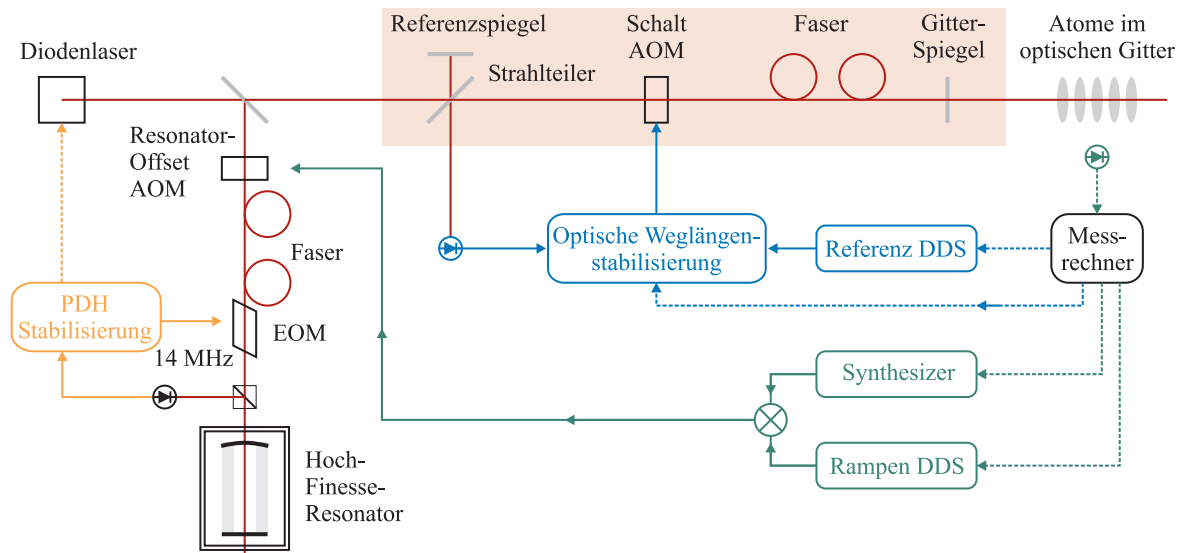 Diodenlaser
Referenzspiegel
Strahlteiler
Schalt
AOM
Faser
Gitter-
Spiegel
Atome im
optischen Gitter
Resonator-
Offset
AOM
Faser
PDH
Stabilisierung
EOM
14 MHz
Optische Weglängen-
stabilisierung
Referenz DDS
Mess-
rechner
Synthesizer
Rampen DDS
Hoch-
Finesse-
Resonator